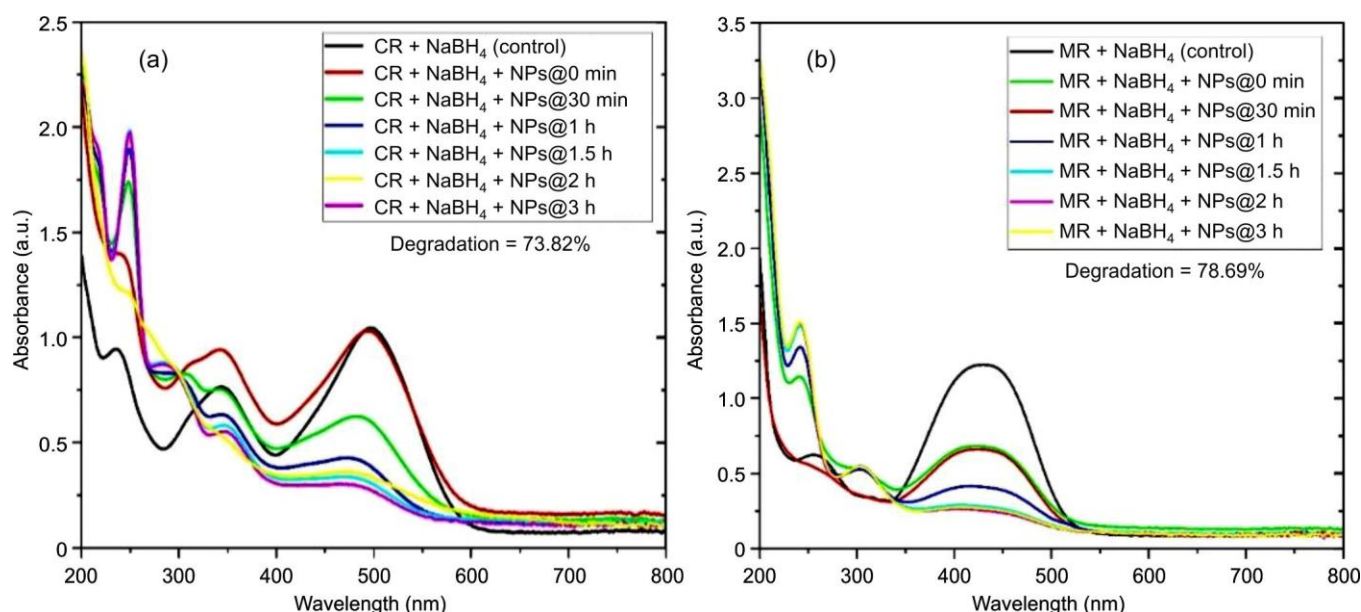 (a)
CR + NaBH₄ (control)
CR + NaBH₄ + NPs@0 min
CR + NaBH₄ + NPs@30 min
CR + NaBH₄ + NPs@1 h
CR + NaBH₄ + NPs@1.5 h
CR + NaBH₄ + NPs@2 h
CR + NaBH₄ + NPs@3 h
Degradation = 73.82%
Absorbance (a.u.)
2.5
2.0
1.5
1.0
0.5
0
200 300 400 500 600 700 800
Wavelength (nm)
(b)
MR + NaBH₄ (control)
MR + NaBH₄ + NPs@0 min
MR + NaBH₄ + NPs@30 min
MR + NaBH₄ + NPs@1 h
MR + NaBH₄ + NPs@1.5 h
MR + NaBH₄ + NPs@2 h
MR + NaBH₄ + NPs@3 h
Degradation = 78.69%
Absorbance (a.u.)
3.5
3.0
2.5
2.0
1.5
1.0
0.5
0
200 300 400 500 600 700 800
Wavelength (nm)